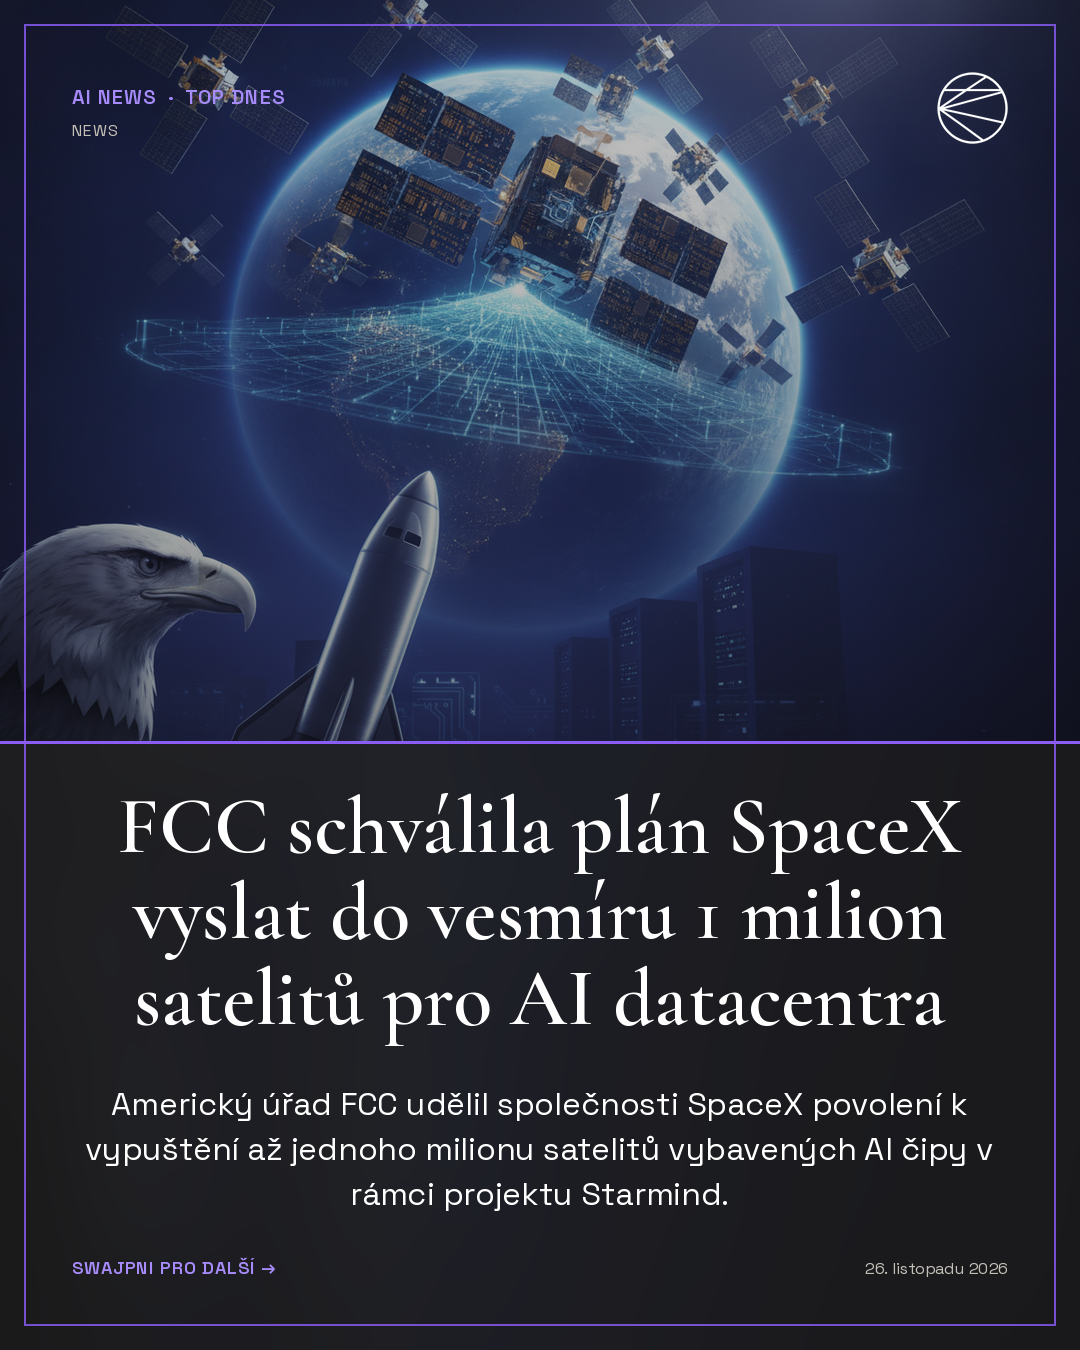 AI NEWS · TOP DNES
NEWS
FCC schválila plán SpaceX
vyslat do vesmíru 1 milion
satelitů pro AI datacentra
Americký úřad FCC udělil společnosti SpaceX povolení k
vypuštění až jednoho milionu satelitů vybavených AI čipy v
rámci projektu Starmind.
SWAJPNI PRO DALŠÍ →
26. listopadu 2026